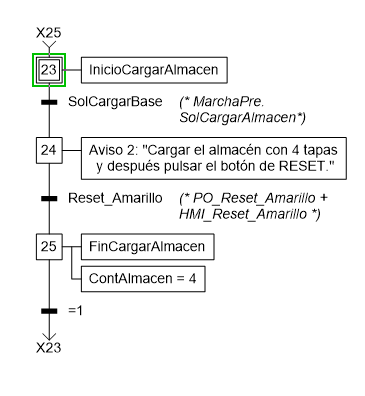 X25
23 InicioCargarAlmacen
SolCargarBase (* MarchaPre.
SolCargarAlmacen*)
24 Aviso 2: "Cargar el almacén con 4 tapas
y después pulsar el botón de RESET."
Reset_Amarillo (* PO_Reset_Amarillo +
HMI_Reset_Amarillo *)
25 FinCargarAlmacen
ContAlmacen = 4
=1
X23